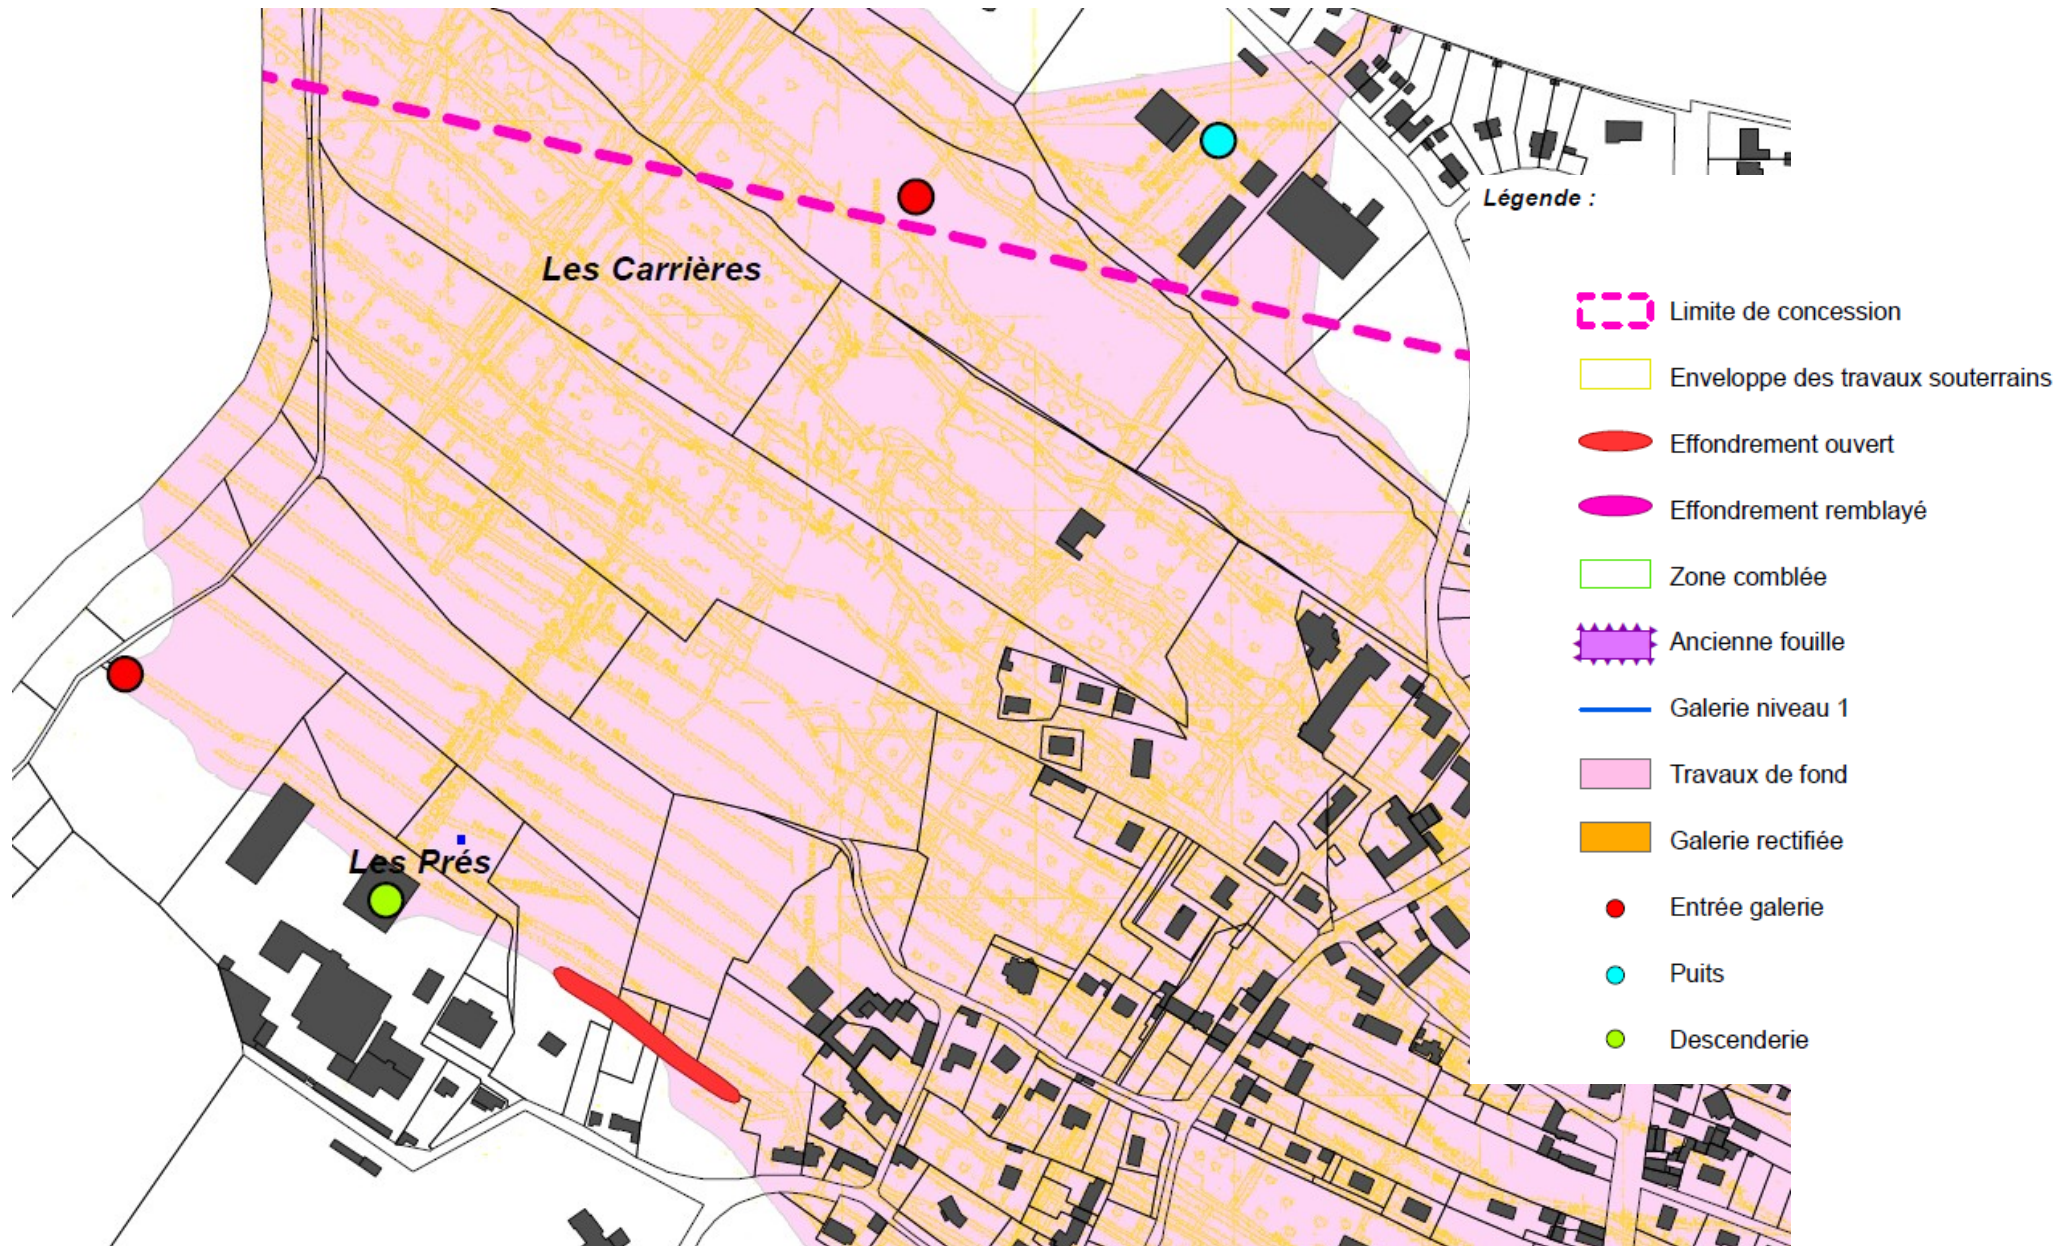 Les Carrières
Les Prés
Légende :
Limite de concession
Enveloppe des travaux souterrains
Effondrement ouvert
Effondrement remblayé
Zone comblée
Ancienne fouille
Galerie niveau 1
Travaux de fond
Galerie rectifiée
Entrée galerie
Puits
Descenderie